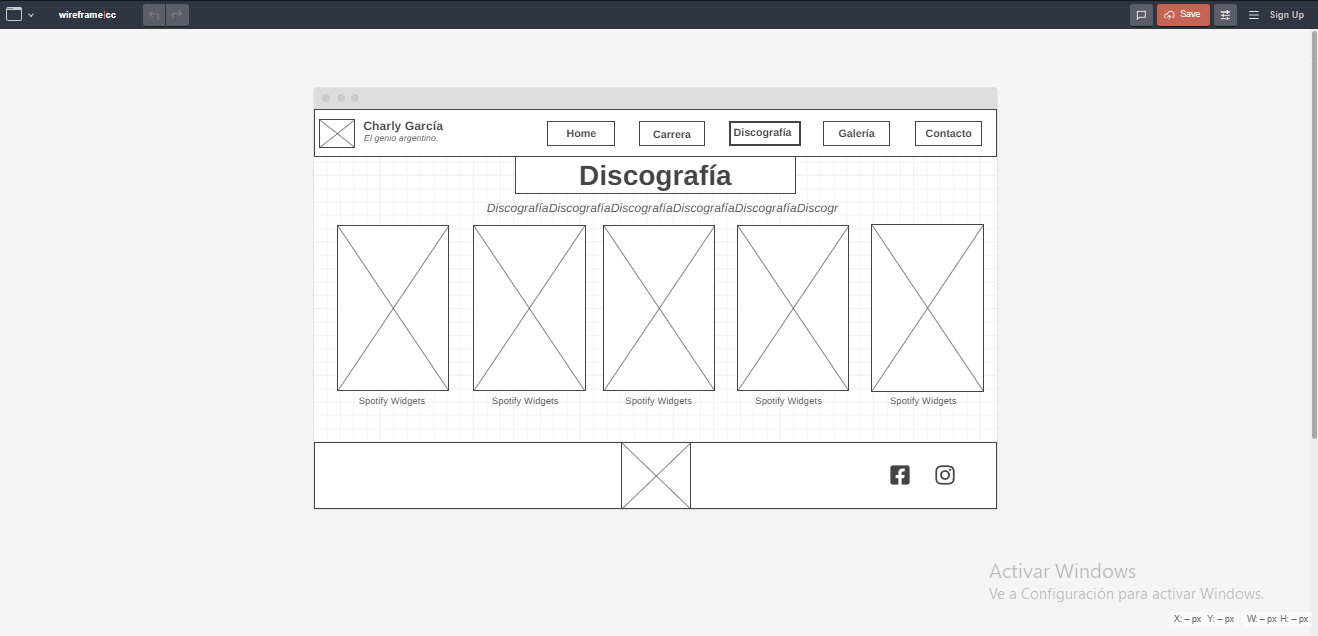 wireframe|cc
Save
Sign Up
Charly García
El genio argentino.
Home
Carrera
Discografía
Galería
Contacto
Discografía
DiscografíaDiscografíaDiscografíaDiscografíaDiscografíaDiscogr
Spotify Widgets
Spotify Widgets
Spotify Widgets
Spotify Widgets
Spotify Widgets
Activar Windows
Ve a Configuración para activar Windows.
X: – px Y: – px W: – px H: – px